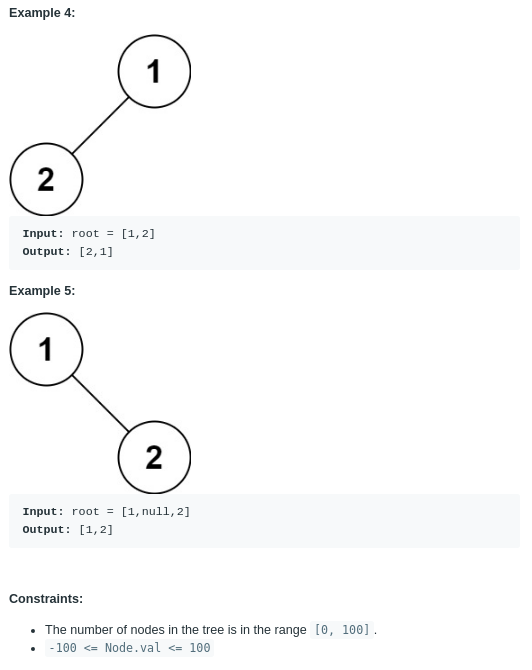 Example 4:
1
2
Input: root = [1,2]
Output: [2,1]
Example 5:
1
2
Input: root = [1,null,2]
Output: [1,2]
Constraints:
• The number of nodes in the tree is in the range [0, 100].
• -100 <= Node.val <= 100